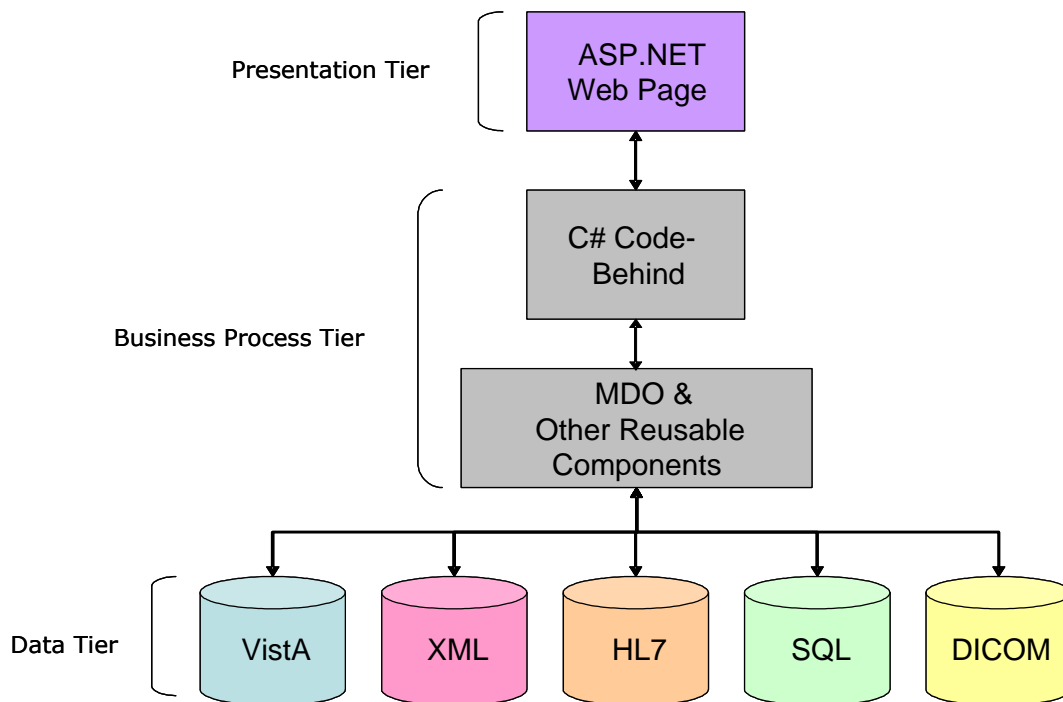 ASP.NET
Web Page
Presentation Tier
C# Code-
Behind
Business Process Tier
MDO &
Other Reusable
Components
Data Tier
VistA
XML
HL7
SQL
DICOM